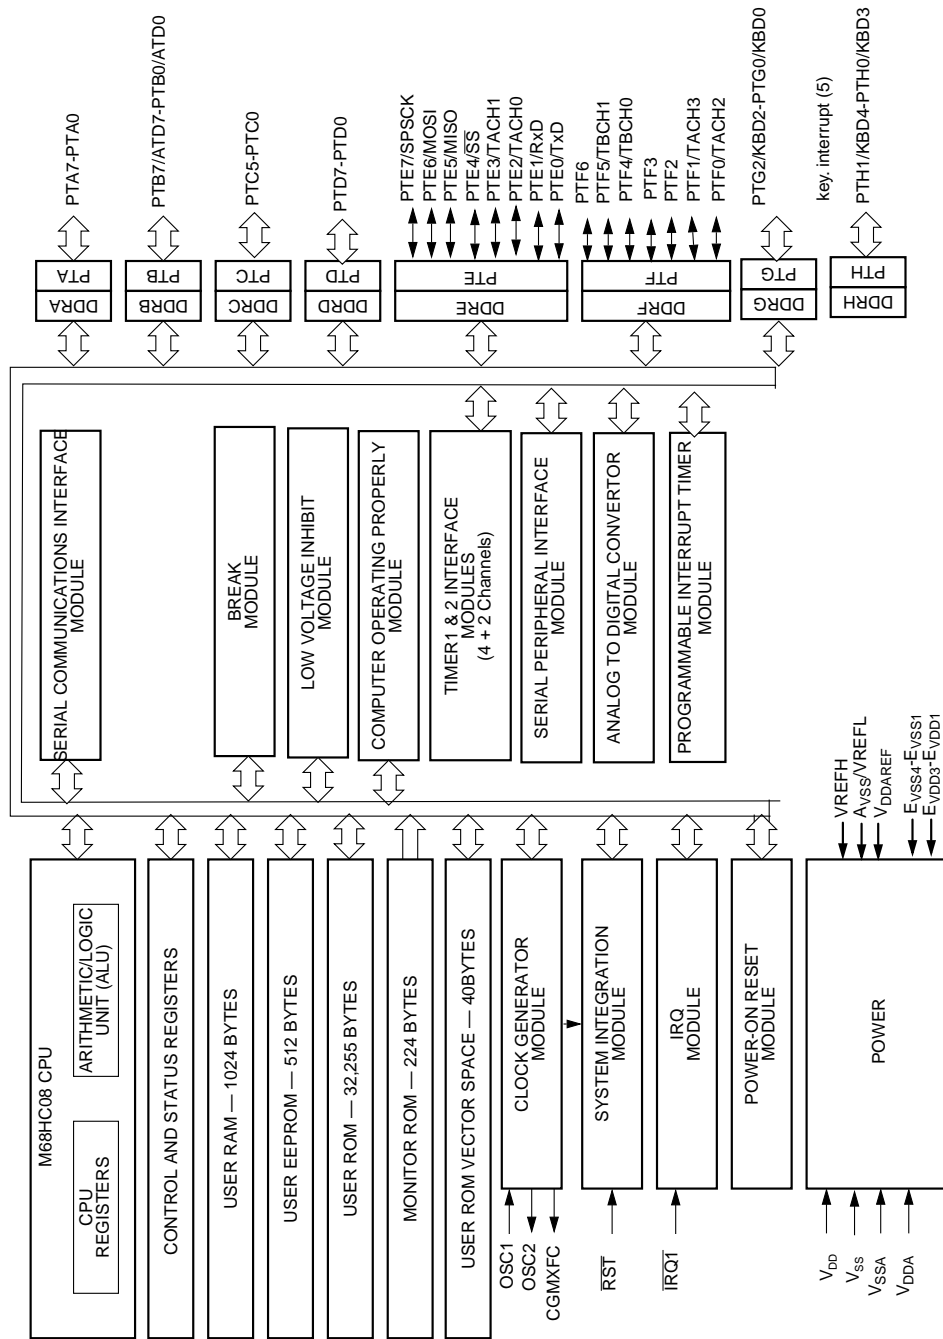 M68HC08 CPU
CPU
REGISTERS
ARITHMETIC/LOGIC
UNIT (ALU)
CONTROL AND STATUS REGISTERS
USER RAM — 1024 BYTES
USER EEPROM — 512 BYTES
USER ROM — 32,255 BYTES
MONITOR ROM — 224 BYTES
USER ROM VECTOR SPACE — 40BYTES
OSC1
OSC2
CGMXFC
CLOCK GENERATOR
MODULE
RST
SYSTEM INTEGRATION
MODULE
IRQ1
IRQ
MODULE
POWER-ON RESET
MODULE
VDD
VSS
VSSA
VDDA
POWER
VREFH
AVSS/VREFL
VDDAREF
EVSS4-EVSS1
EVDD3-EVDD1
SERIAL COMMUNICATIONS INTERFACE
MODULE
BREAK
MODULE
LOW VOLTAGE INHIBIT
MODULE
COMPUTER OPERATING PROPERLY
MODULE
TIMER1 & 2 INTERFACE
MODULES
(4 + 2 Channels)
SERIAL PERIPHERAL INTERFACE
MODULE
ANALOG TO DIGITAL CONVERTOR
MODULE
PROGRAMMABLE INTERRUPT TIMER
MODULE
DDRA
PTA
PTA7-PTA0
DDRB
PTB
PTB7/ATD7-PTB0/ATD0
DDRC
PTC
PTC5-PTC0
DDRD
PTD
PTD7-PTD0
DDRE
PTE
PTE7/SPSCK
PTE6/MOSI
PTE5/MISO
PTE4/SS
PTE3/TACH1
PTE2/TACH0
PTE1/RxD
PTE0/TxD
DDRF
PTF
PTF6
PTF5/TBCH1
PTF4/TBCH0
PTF3
PTF2
PTF1/TACH3
PTF0/TACH2
DDRG
PTG
PTG2/KBD2-PTG0/KBD0
key. interrupt (5)
DDRH
PTH
PTH1/KBD4-PTH0/KBD3